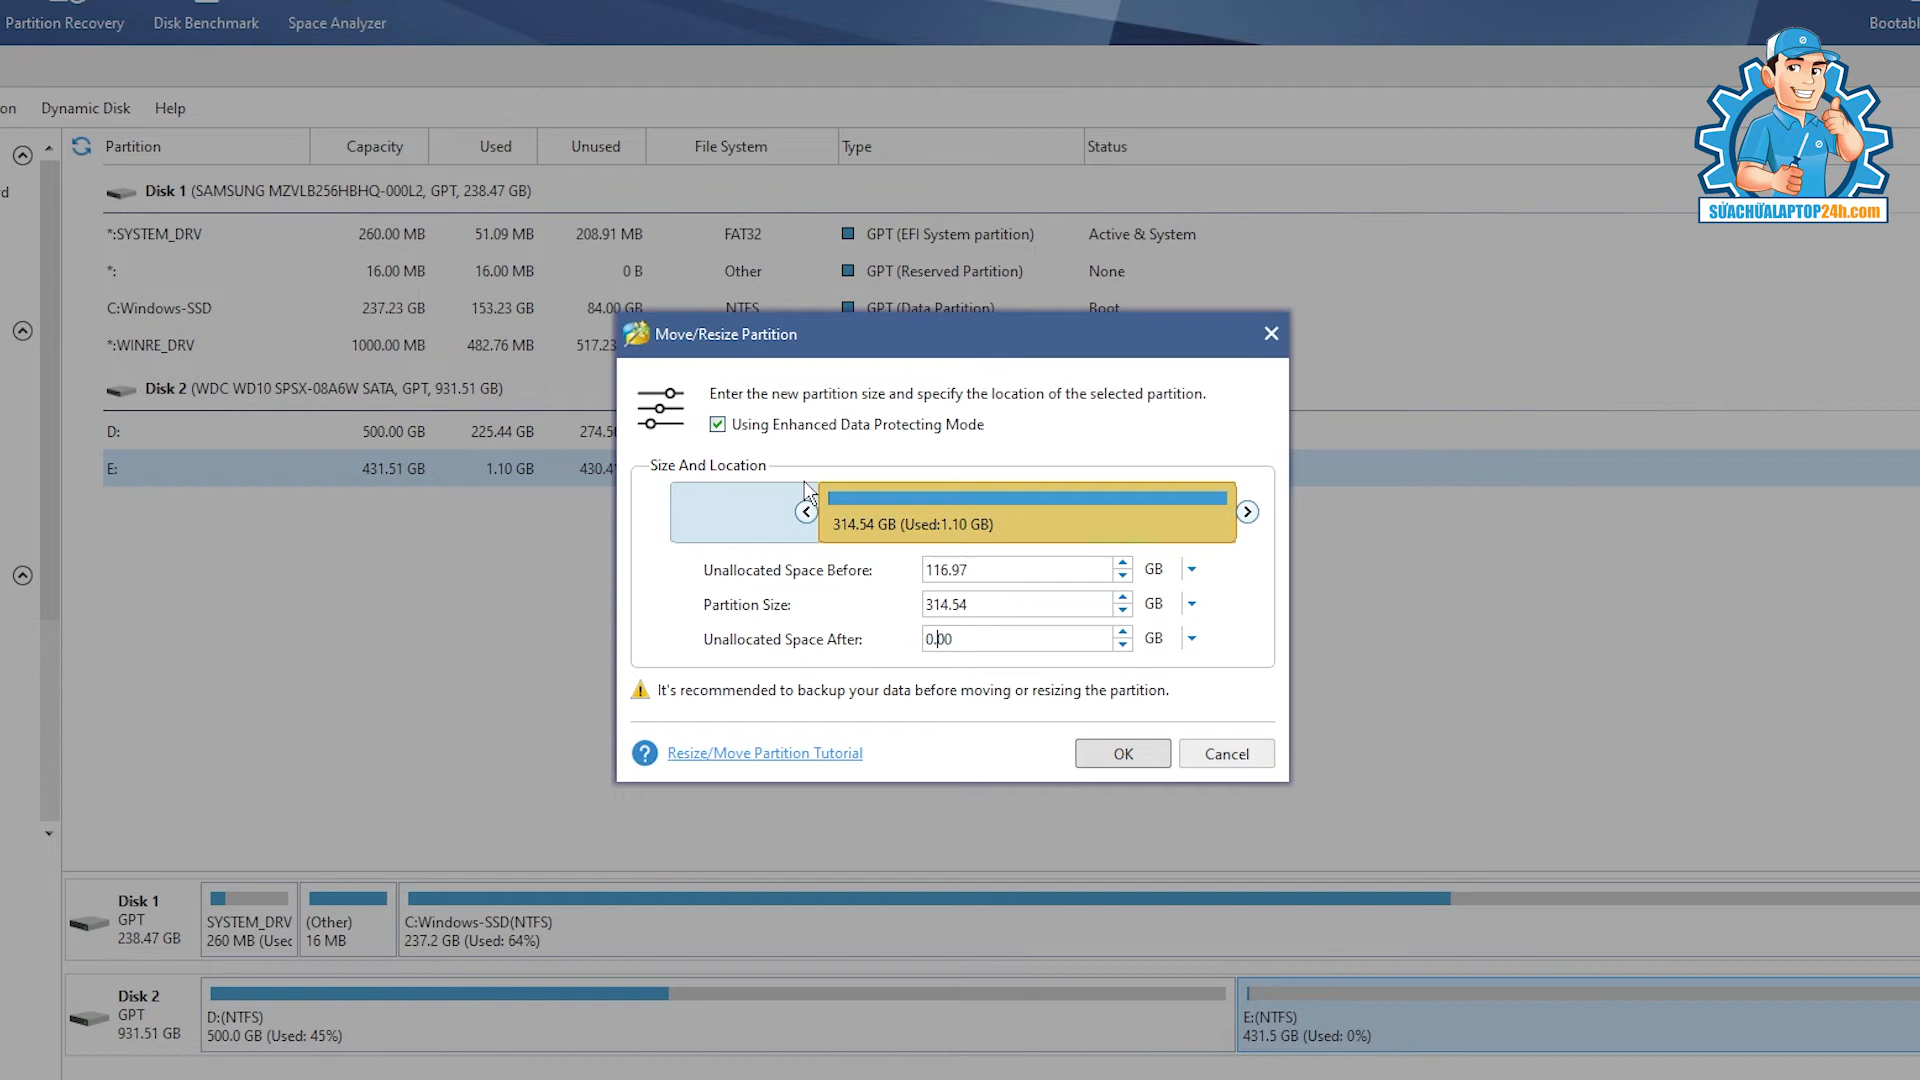 Partition Recovery Disk Benchmark Space Analyzer
on Dynamic Disk Help
SỬACHỮALAPTOP24h.com
Partition Capacity Used Unused File System Type Status
Disk 1 (SAMSUNG MZVLB256HBHQ-000L2, GPT, 238.47 GB)
*:SYSTEM_DRV 260.00 MB 51.09 MB 208.91 MB FAT32 GPT (EFI System partition) Active & System
*: 16.00 MB 16.00 MB 0 B Other GPT (Reserved Partition) None
C:Windows-SSD 237.23 GB 153.23 GB 84.00 GB NTFS GPT (Data Partition) Boot
*:WINRE_DRV 1000.00 MB 482.76 MB 517.23
Disk 2 (WDC WD10 SPSX-08A6W SATA, GPT, 931.51 GB)
D: 500.00 GB 225.44 GB 274.5
E: 431.51 GB 1.10 GB 430.4
Move/Resize Partition
Enter the new partition size and specify the location of the selected partition.
Using Enhanced Data Protecting Mode
Size And Location
314.54 GB (Used:1.10 GB)
Unallocated Space Before: 116.97 GB
Partition Size: 314.54 GB
Unallocated Space After: 0.00 GB
It's recommended to backup your data before moving or resizing the partition.
Resize/Move Partition Tutorial
OK Cancel
Disk 1
GPT
238.47 GB
SYSTEM_DRV
260 MB (Usec
(Other)
16 MB
C:Windows-SSD(NTFS)
237.2 GB (Used: 64%)
Disk 2
GPT
931.51 GB
D:(NTFS)
500.0 GB (Used: 45%)
E:(NTFS)
431.5 GB (Used: 0%)